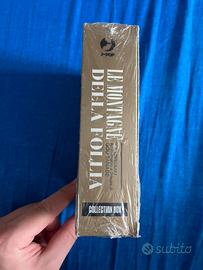 J-POP
LE MONTAGNE
DELLA FOLLIA
COLLECTION BOX
subito